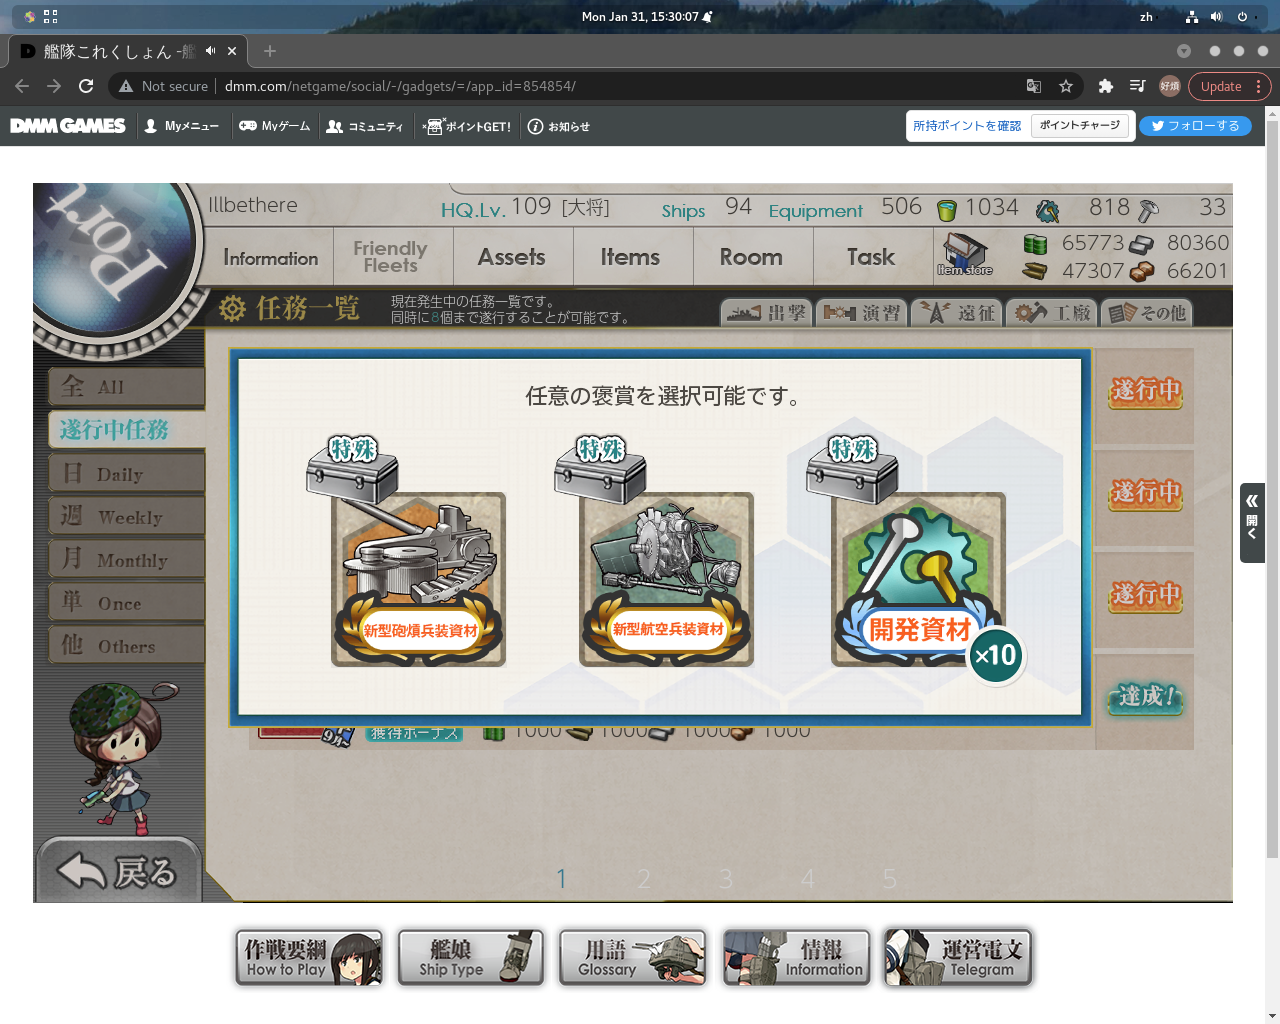 Mon Jan 31, 15:30:07
zh
艦隊これくしょん -艦
Not secure
dmm.com/netgame/social/-/gadgets/=/app_id=854854/
好煩
Update
DMM GAMES
Myメニュー
Myゲーム
コミュニティ
ポイントGET!
お知らせ
所持ポイントを確認
ポイントチャージ
フォローする
Port
Illbethere
HQ.Lv. 109 [大将]
Ships 94
Equipment 506
1034
818
33
Information
Friendly Fleets
Assets
Items
Room
Task
Item store
65773
80360
47307
66201
任務一覧
現在発生中の任務一覧です。
同時に8個まで遂行することが可能です。
出撃
演習
遠征
工廠
その他
全 All
遂行中任務
日 Daily
週 Weekly
月 Monthly
単 Once
他 Others
戻る
任意の褒賞を選択可能です。
特殊
特殊
特殊
新型砲熕兵装資材
新型航空兵装資材
開発資材
×10
遂行中
遂行中
遂行中
達成!
獲得ボーナス
1000
1000
1000
1000
1
2
3
4
5
開く
作戦要綱
How to Play
艦娘
Ship Type
用語
Glossary
情報
Information
運営電文
Telegram